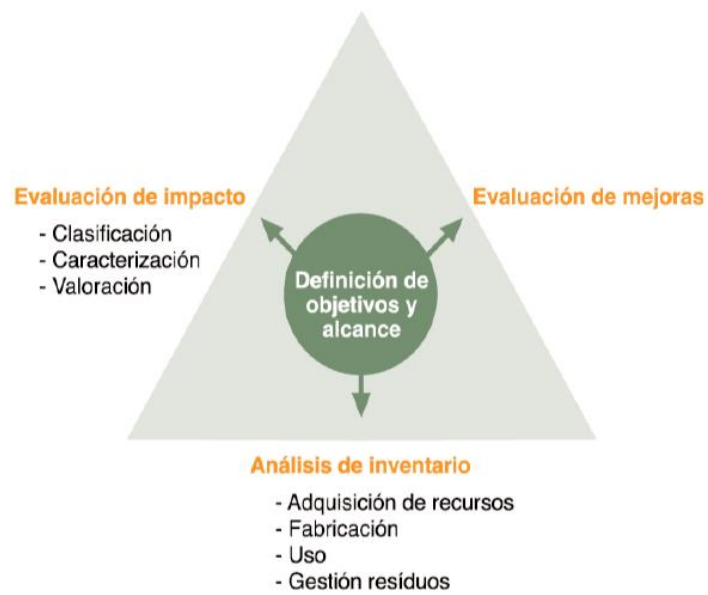 Evaluación de impacto
- Clasificación
- Caracterización
- Valoración
Evaluación de mejoras
Definición de
objetivos y
alcance
Análisis de inventario
- Adquisición de recursos
- Fabricación
- Uso
- Gestión resíduos